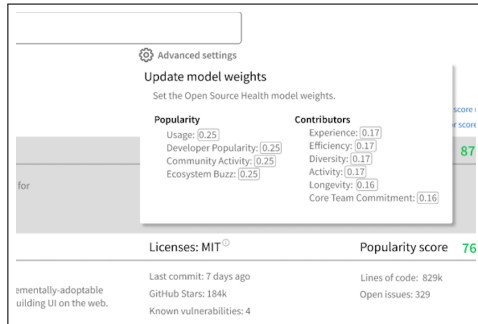 Advanced settings
Update model weights
Set the Open Source Health model weights.
Popularity
Usage: 0.25
Developer Popularity: 0.25
Community Activity: 0.25
Ecosystem Buzz: 0.25
Contributors
Experience: 0.17
Efficiency: 0.17
Diversity: 0.17
Activity: 0.17
Longevity: 0.16
Core Team Commitment: 0.16
score
r score
87
for
Licenses: MIT
Popularity score 76
Last commit: 7 days ago
GitHub Stars: 184k
Known vulnerabilities: 4
Lines of code: 829k
Open issues: 329
ementally-adoptable
uilding UI on the web.